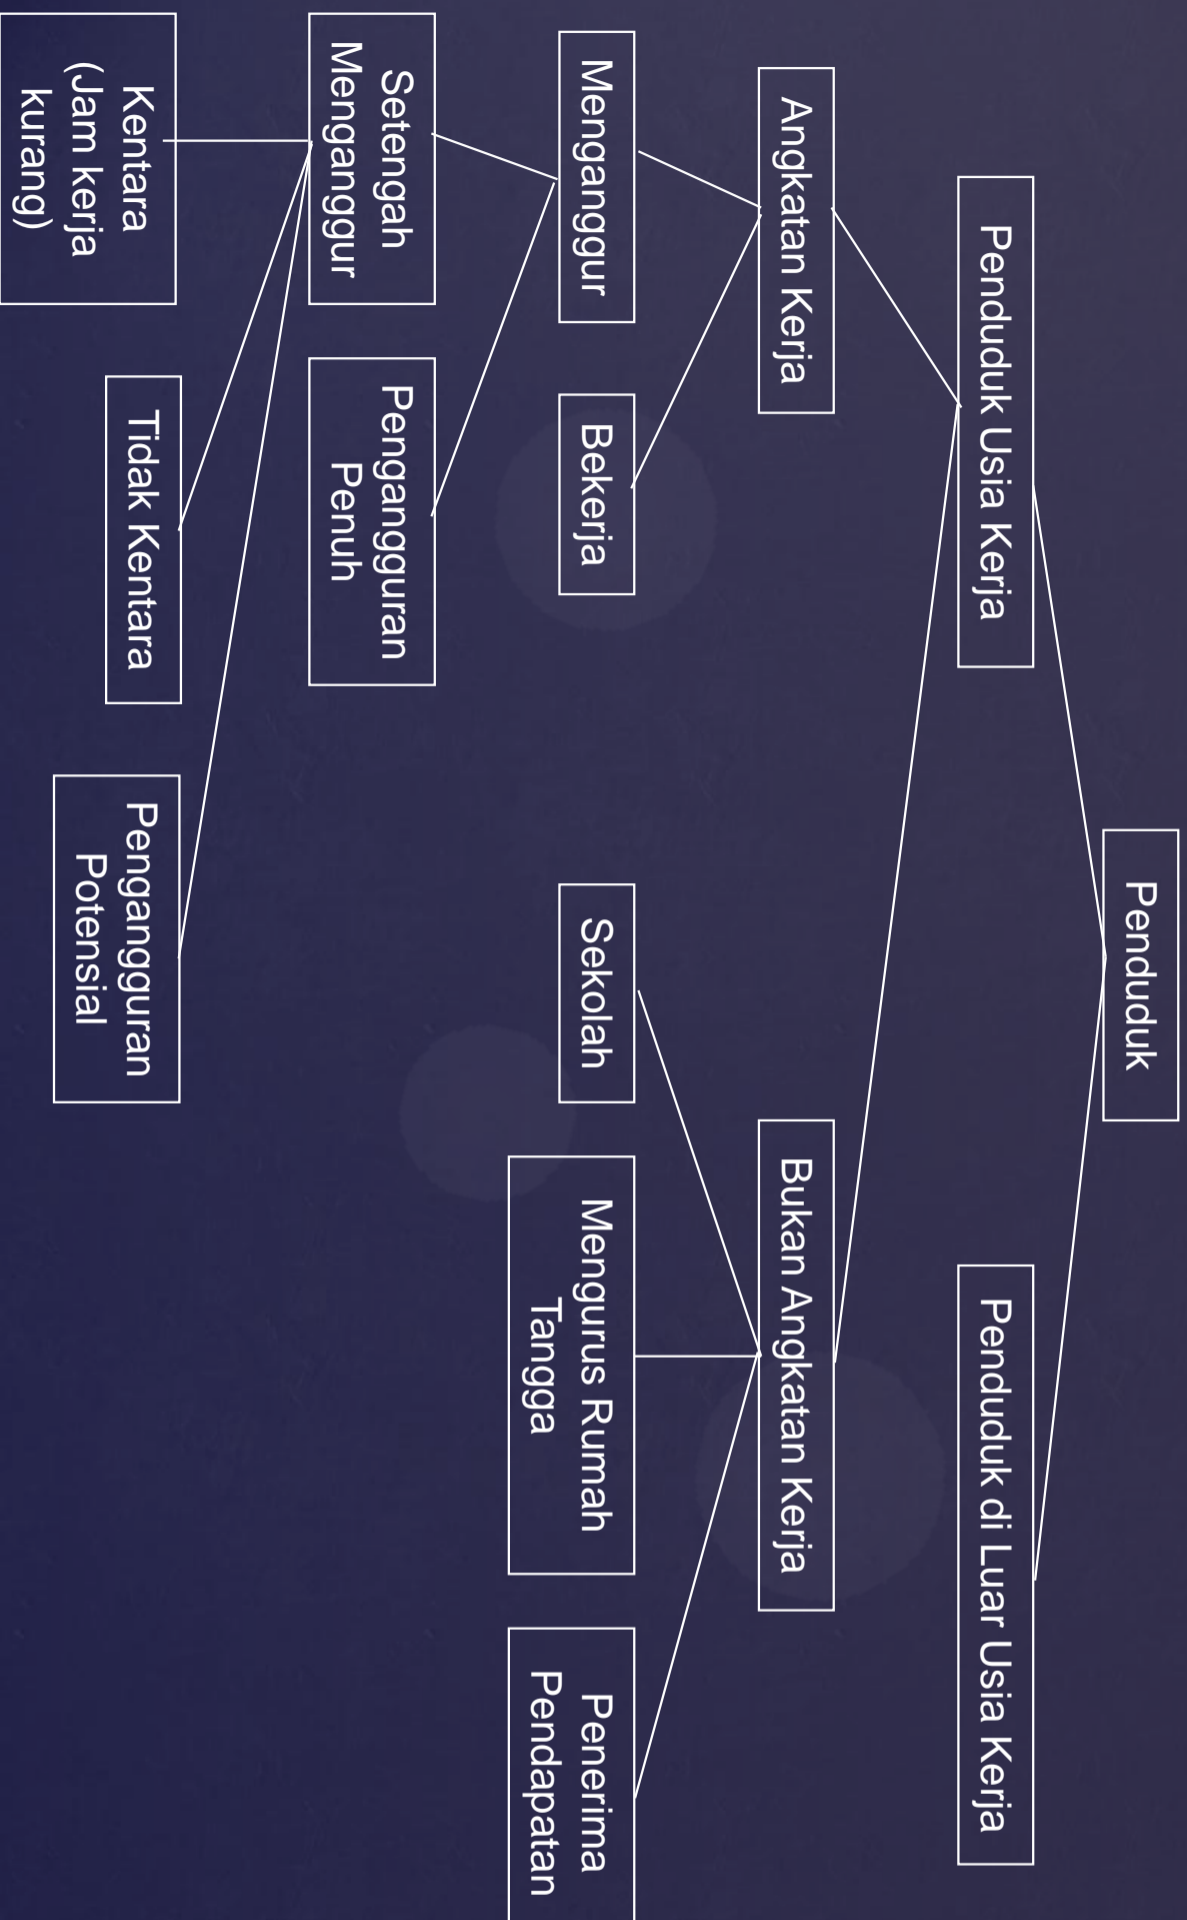 Penduduk
Penduduk Usia Kerja
Penduduk di Luar Usia Kerja
Angkatan Kerja
Bukan Angkatan Kerja
Menganggur
Bekerja
Sekolah
Mengurus Rumah
Tangga
Penerima
Pendapatan
Setengah
Menganggur
Pengangguran
Penuh
Kentara
(Jam kerja
kurang)
Tidak Kentara
Pengangguran
Potensial